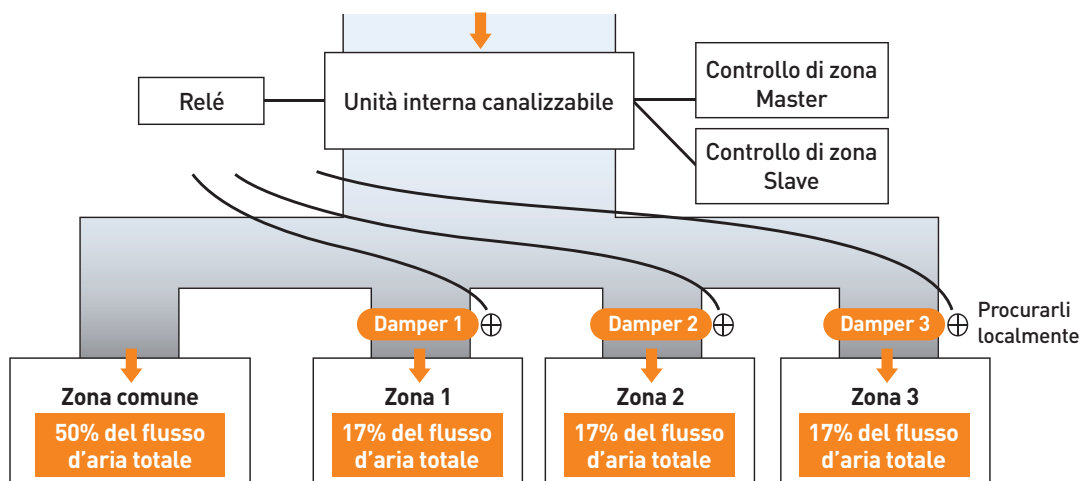 Relé
Unità interna canalizzabile
Controllo di zona
Master
Controllo di zona
Slave
Damper 1
Damper 2
Damper 3
Procurarli
localmente
Zona comune
50% del flusso
d'aria totale
Zona 1
17% del flusso
d'aria totale
Zona 2
17% del flusso
d'aria totale
Zona 3
17% del flusso
d'aria totale